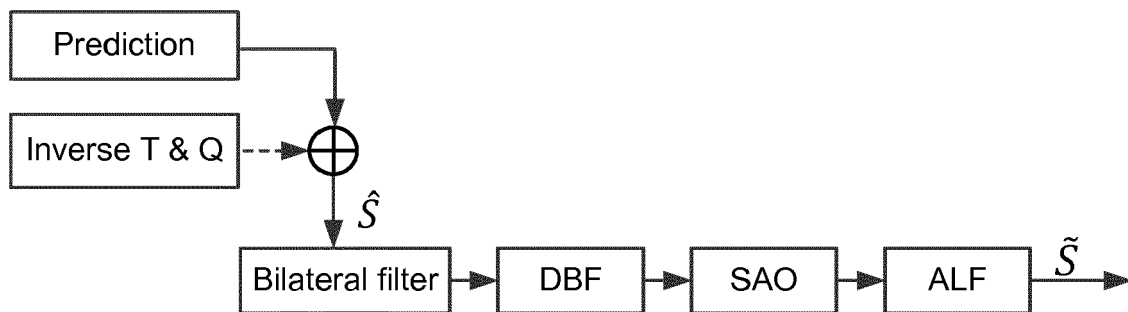 Prediction
Inverse T & Q
Ŝ
Bilateral filter
DBF
SAO
ALF
S̃